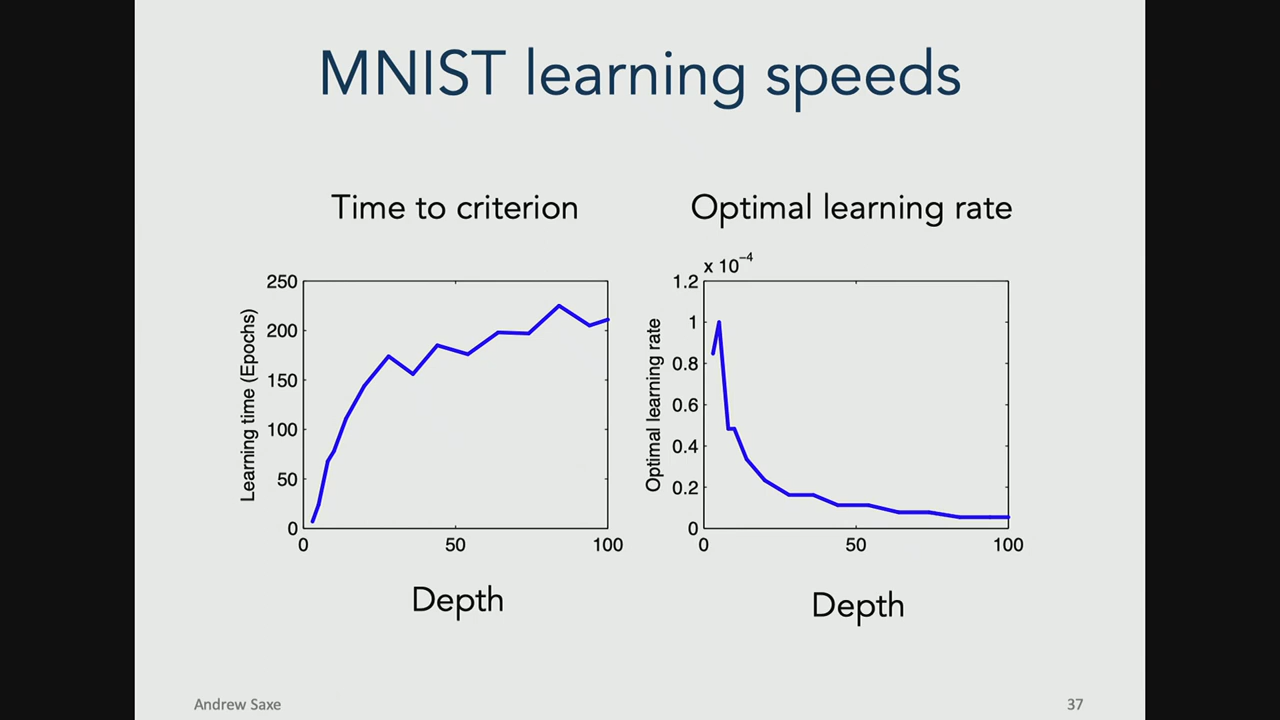 MNIST learning speeds
Time to criterion
Learning time (Epochs)
250
200
150
100
50
0
0 50 100
Depth
Optimal learning rate
x 10⁻⁴
Optimal learning rate
1.2
1
0.8
0.6
0.4
0.2
0
0 50 100
Depth
Andrew Saxe
37